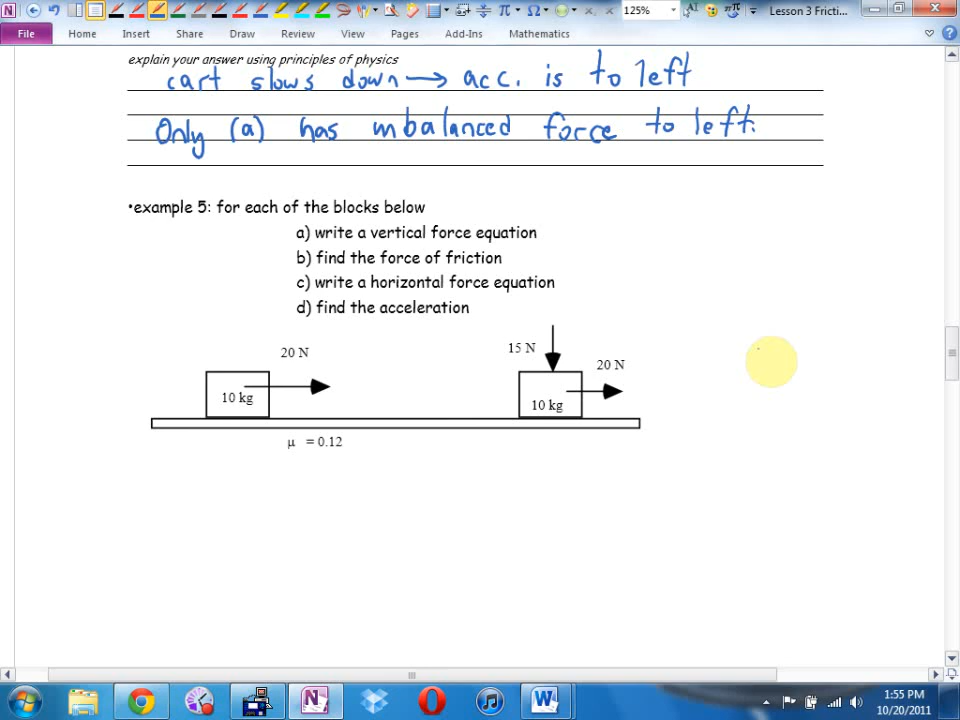 125%
Lesson 3 Fricti...
File Home Insert Share Draw Review View Pages Add-Ins Mathematics
explain your answer using principles of physics
cart slows down → acc. is to left
Only (a) has imbalanced force to left.
•example 5: for each of the blocks below
a) write a vertical force equation
b) find the force of friction
c) write a horizontal force equation
d) find the acceleration
20 N
15 N
20 N
10 kg
10 kg
μ = 0.12
1:55 PM
10/20/2011